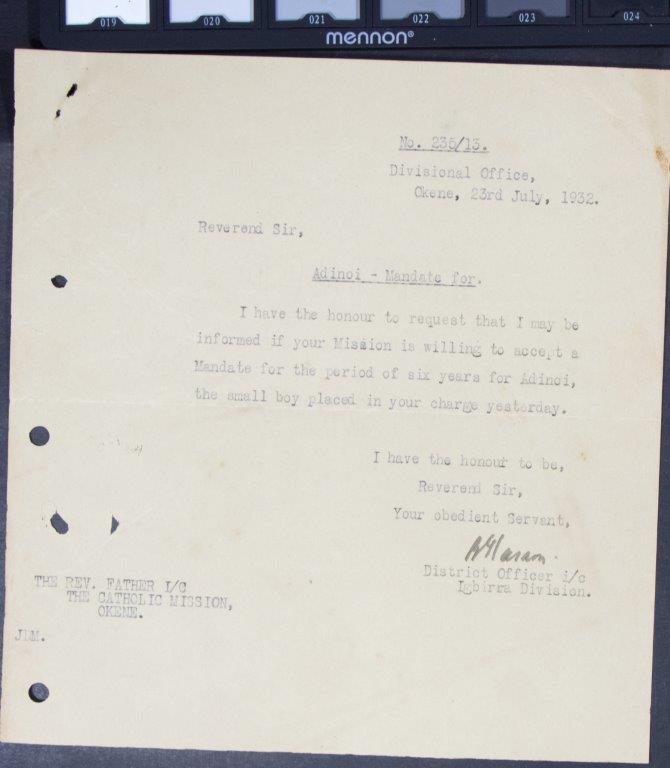 019 020 021 022 023 024
mennon®
No. 236/13.
Divisional Office,
Okene, 23rd July, 1932.
Reverend Sir,
Adinoi - Mandate for.
I have the honour to request that I may be
informed if your Mission is willing to accept a
Mandate for the period of six years for Adinoi,
the small boy placed in your charge yesterday.
I have the honour to be,
Reverend Sir,
Your obedient Servant,
District Officer i/c
Igbirra Division.
THE REV. FATHER I/C
THE CATHOLIC MISSION,
OKENE.
JDM.